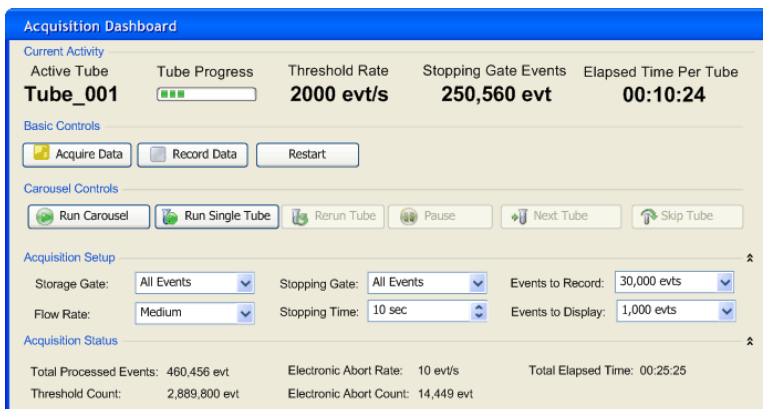 Acquisition Dashboard
Current Activity
Active Tube Tube Progress Threshold Rate Stopping Gate Events Elapsed Time Per Tube
Tube_001 2000 evt/s 250,560 evt 00:10:24
Basic Controls
Acquire Data Record Data Restart
Carousel Controls
Run Carousel Run Single Tube Rerun Tube Pause Next Tube Skip Tube
Acquisition Setup
Storage Gate: All Events Stopping Gate: All Events Events to Record: 30,000 evts
Flow Rate: Medium Stopping Time: 10 sec Events to Display: 1,000 evts
Acquisition Status
Total Processed Events: 460,456 evt Electronic Abort Rate: 10 evt/s Total Elapsed Time: 00:25:25
Threshold Count: 2,889,800 evt Electronic Abort Count: 14,449 evt